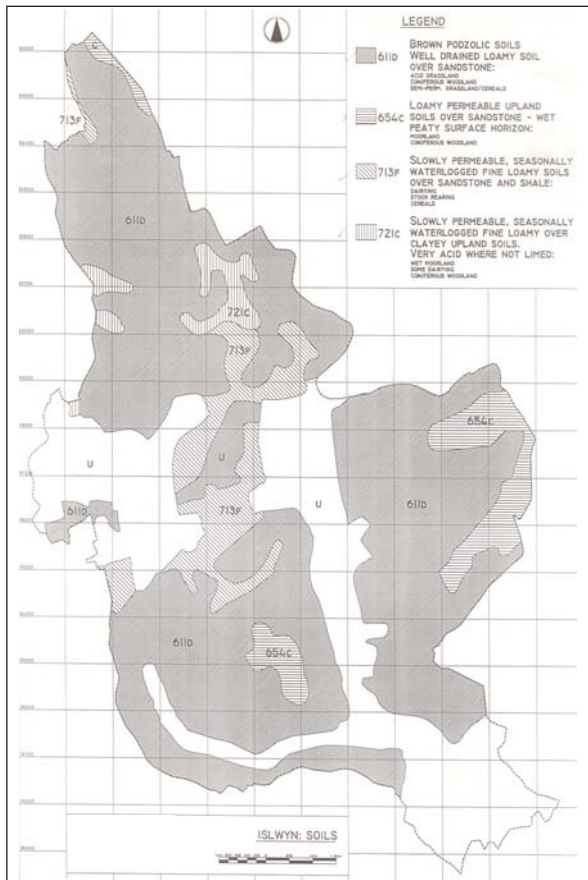 LEGEND
611D
BROWN PODZOLIC SOILS
WELL DRAINED LOAMY SOIL
OVER SANDSTONE:
ACID GRASSLAND
CONIFEROUS WOODLAND
SEMI-PERM. GRASSLAND/CEREALS
654C
LOAMY PERMEABLE UPLAND
SOILS OVER SANDSTONE - WET
PEATY SURFACE HORIZON:
MOORLAND
CONIFEROUS WOODLAND
713F
SLOWLY PERMEABLE, SEASONALLY
WATERLOGGED FINE LOAMY SOILS
OVER SANDSTONE AND SHALE:
DAIRYING
STOCK REARING
CEREALS
721C
SLOWLY PERMEABLE, SEASONALLY
WATERLOGGED FINE LOAMY OVER
CLAYEY UPLAND SOILS.
VERY ACID WHERE NOT LIMED:
WET MOORLAND
SOME DAIRYING
CONIFEROUS WOODLAND
713F
611D
721C
713F
654C
U
U
U
611D
713F
611D
611D
654C
ISLWYN: SOILS